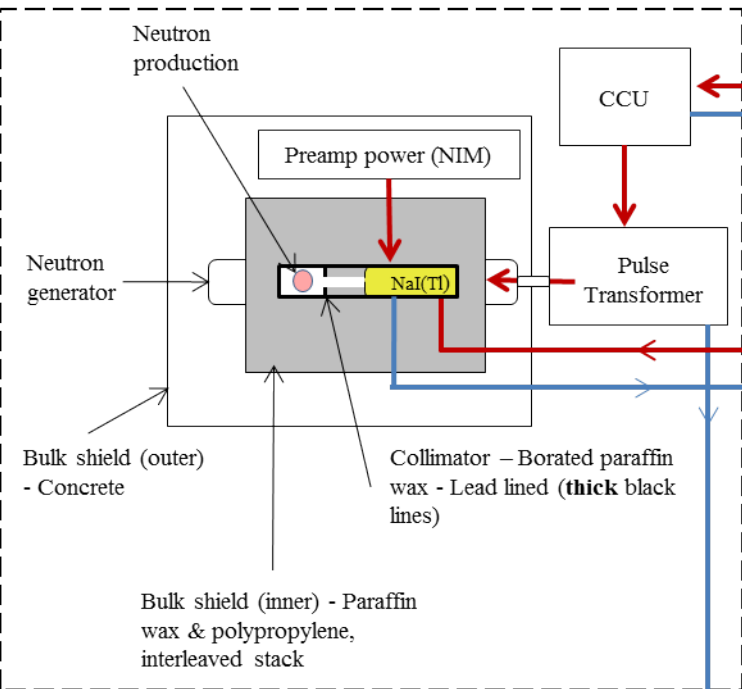 Neutron
production
CCU
Preamp power (NIM)
Neutron
generator
NaI(Tl)
Pulse
Transformer
Bulk shield (outer)
- Concrete
Collimator – Borated paraffin
wax - Lead lined (thick black
lines)
Bulk shield (inner) - Paraffin
wax & polypropylene,
interleaved stack